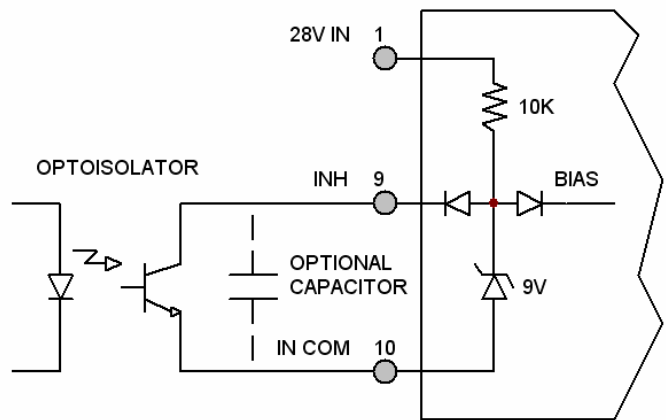 28V IN 1
10K
OPTOISOLATOR
INH 9
BIAS
OPTIONAL
CAPACITOR
9V
IN COM 10